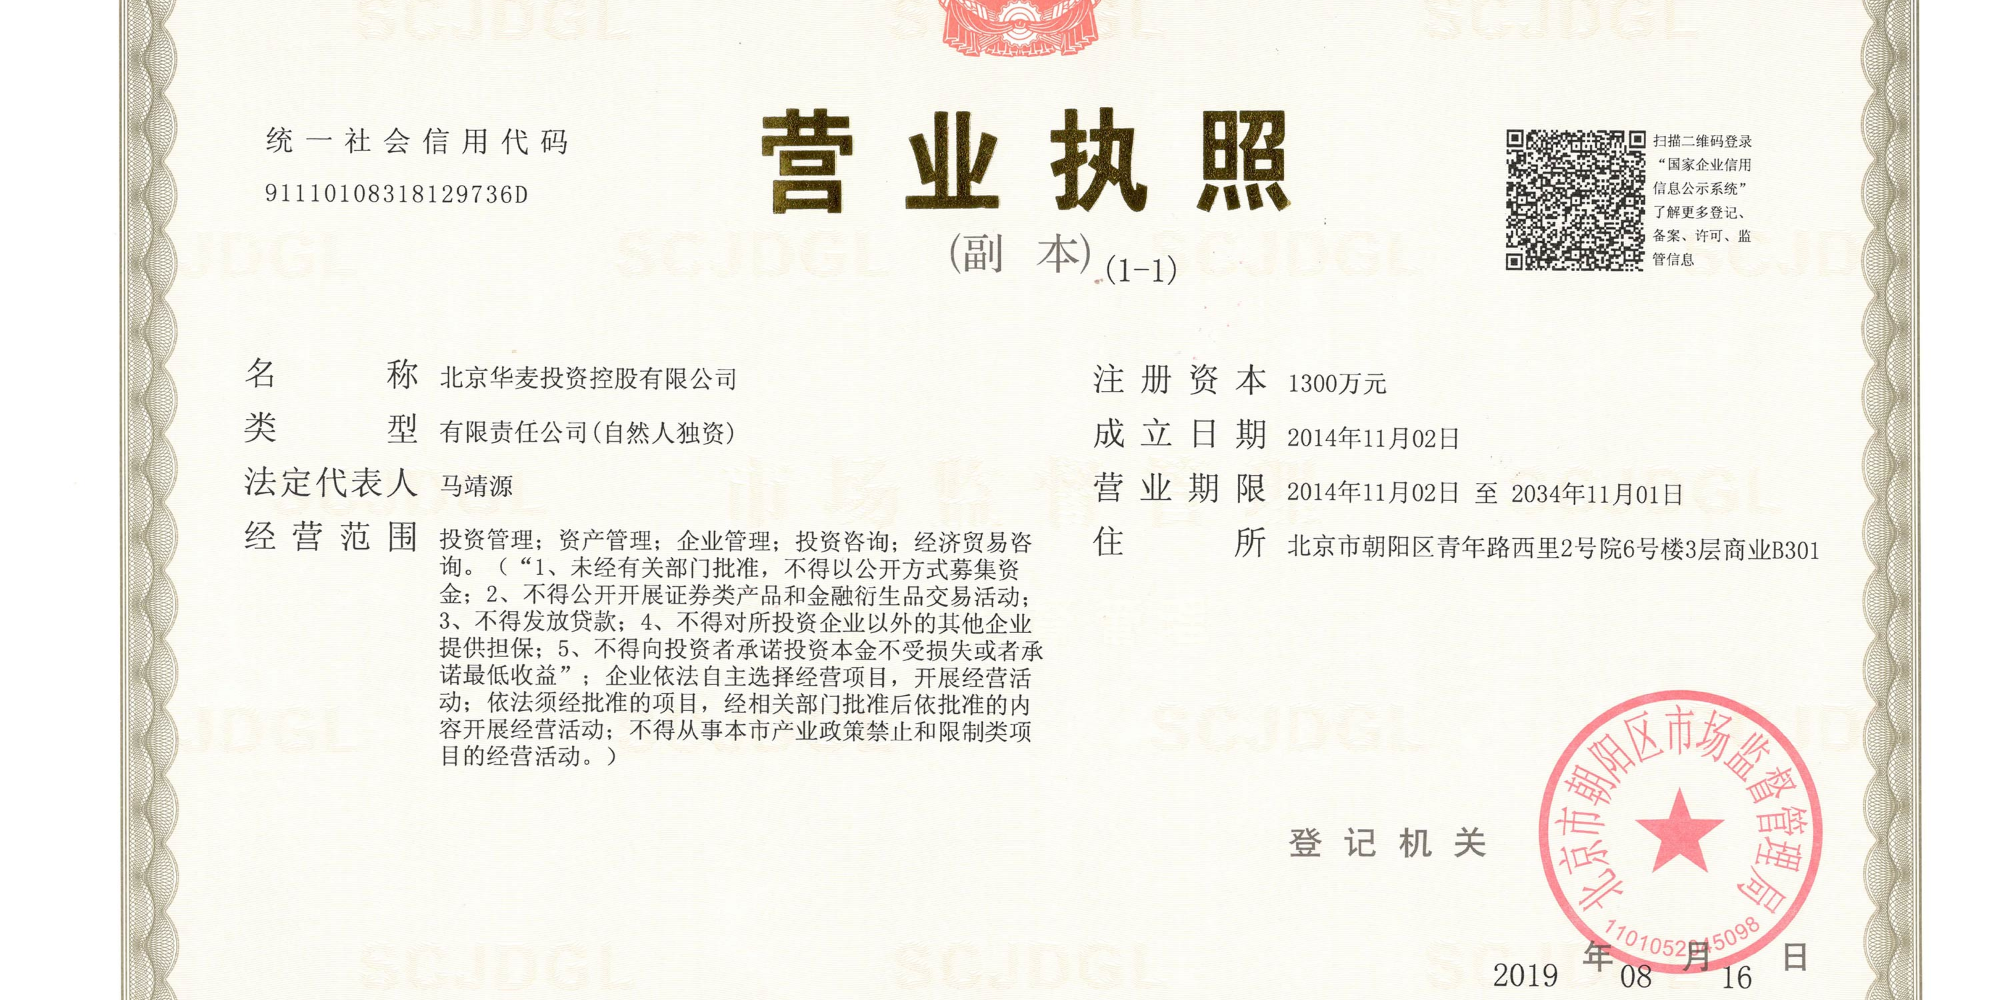 统一社会信用代码
91110108318129736D
营业执照
(副 本)(1-1)
扫描二维码登录
“国家企业信用
信息公示系统”
了解更多登记、
备案、许可、监
管信息
名 称 北京华麦投资控股有限公司
类 型 有限责任公司(自然人独资)
法定代表人 马靖源
经营范围 投资管理；资产管理；企业管理；投资咨询；经济贸易咨
询。（“1、未经有关部门批准，不得以公开方式募集资
金；2、不得公开开展证券类产品和金融衍生品交易活动；
3、不得发放贷款；4、不得对所投资企业以外的其他企业
提供担保；5、不得向投资者承诺投资本金不受损失或者承
诺最低收益”；企业依法自主选择经营项目，开展经营活
动；依法须经批准的项目，经相关部门批准后依批准的内
容开展经营活动；不得从事本市产业政策禁止和限制类项
目的经营活动。）
注册资本 1300万元
成立日期 2014年11月02日
营业期限 2014年11月02日 至 2034年11月01日
住 所 北京市朝阳区青年路西里2号院6号楼3层商业B301
登记机关
北京市朝阳区市场监督管理局
1101052045098
2019年08月16日
SCJDGL